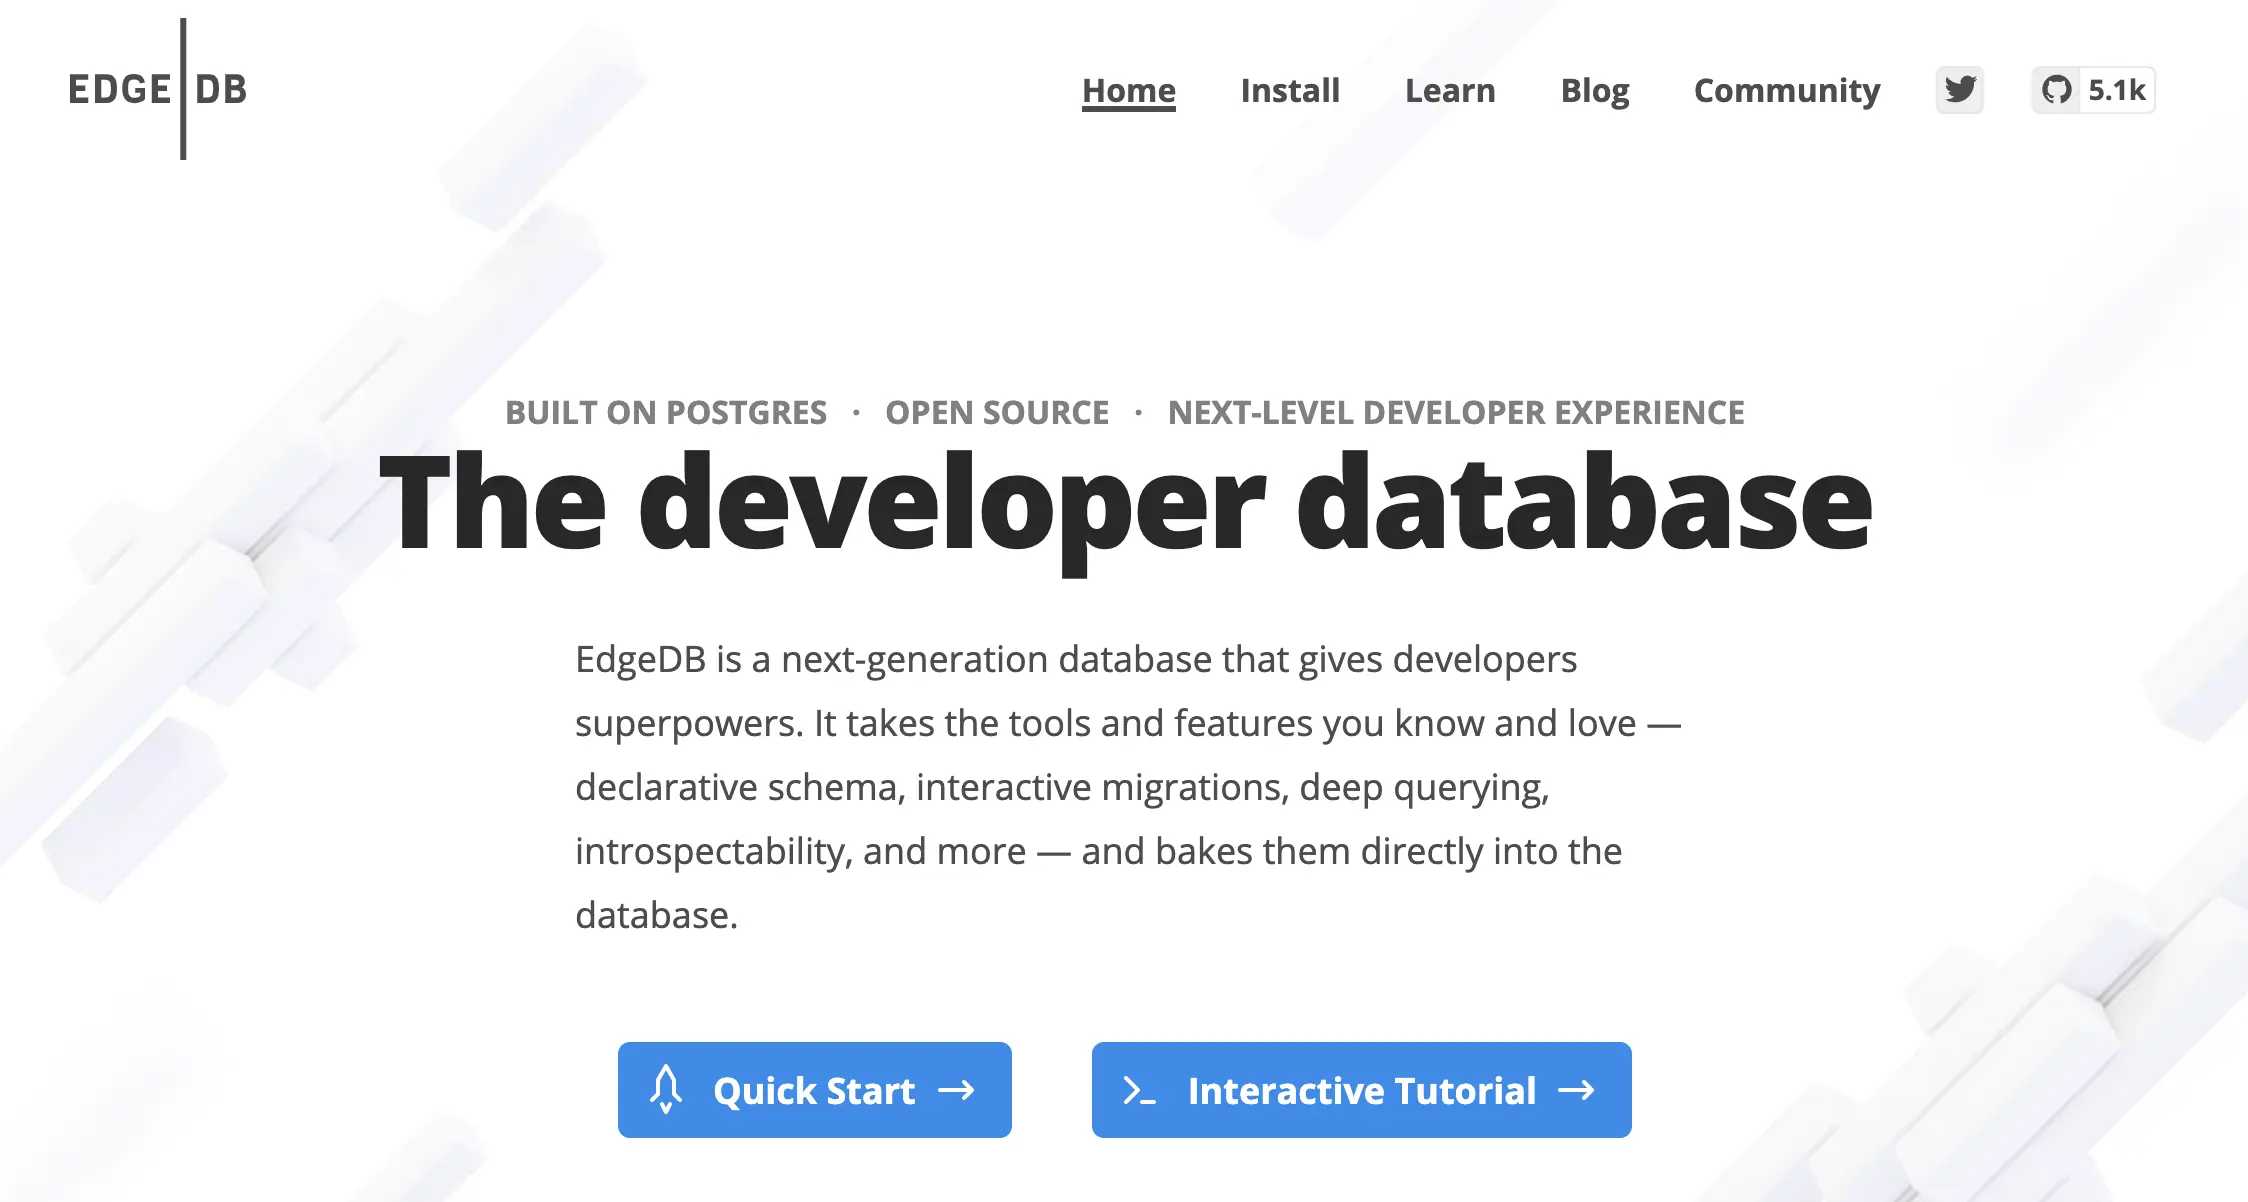 EDGE|DB
Home Install Learn Blog Community 5.1k
BUILT ON POSTGRES · OPEN SOURCE · NEXT-LEVEL DEVELOPER EXPERIENCE
The developer database
EdgeDB is a next-generation database that gives developers
superpowers. It takes the tools and features you know and love —
declarative schema, interactive migrations, deep querying,
introspectability, and more — and bakes them directly into the
database.
Quick Start → Interactive Tutorial →